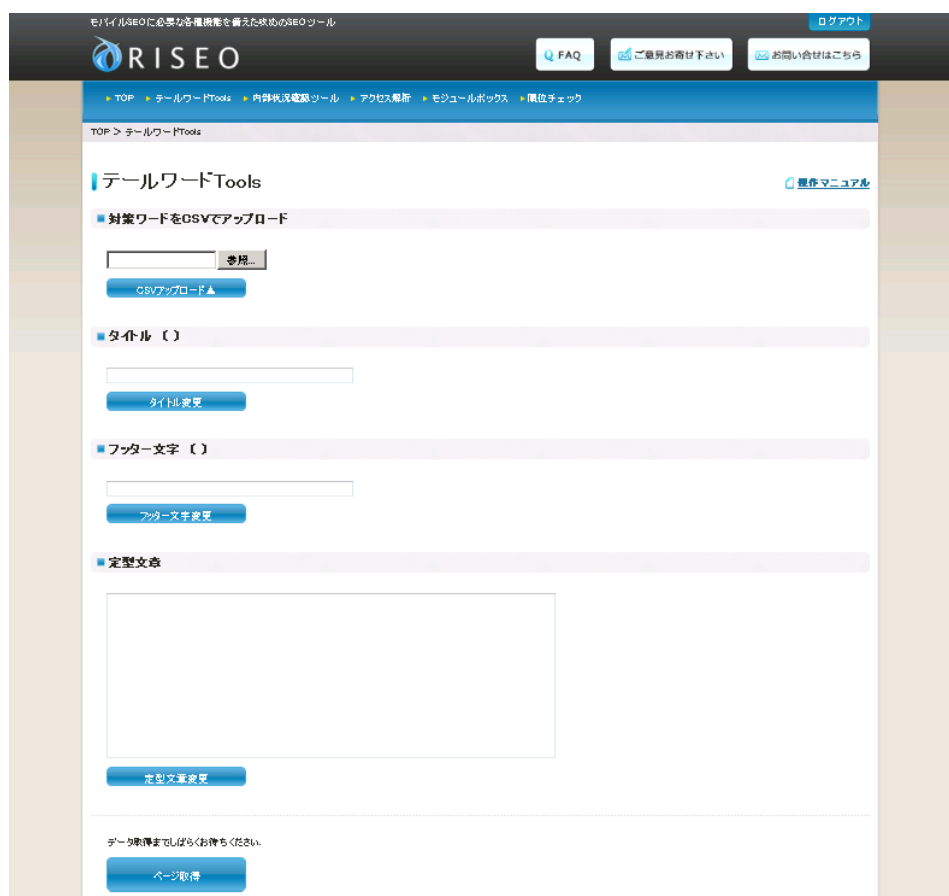 モバイルSEOに必要な各種機能を備えた攻めのSEOツール
ログアウト
RISEO
Q FAQ
ご意見お寄せ下さい
お問い合せはこちら
TOP テールワードTools 内部状況確認ツール アクセス解析 モジュールボックス 順位チェック
TOP > テールワードTools
テールワードTools
操作マニュアル
対策ワードをCSVでアップロード
参照...
CSVアップロード▲
タイトル 〔 〕
タイトル変更
フッター文字 〔 〕
フッター文字変更
定型文章
定型文章変更
データ取得までしばらくお待ちください。
ページ取得